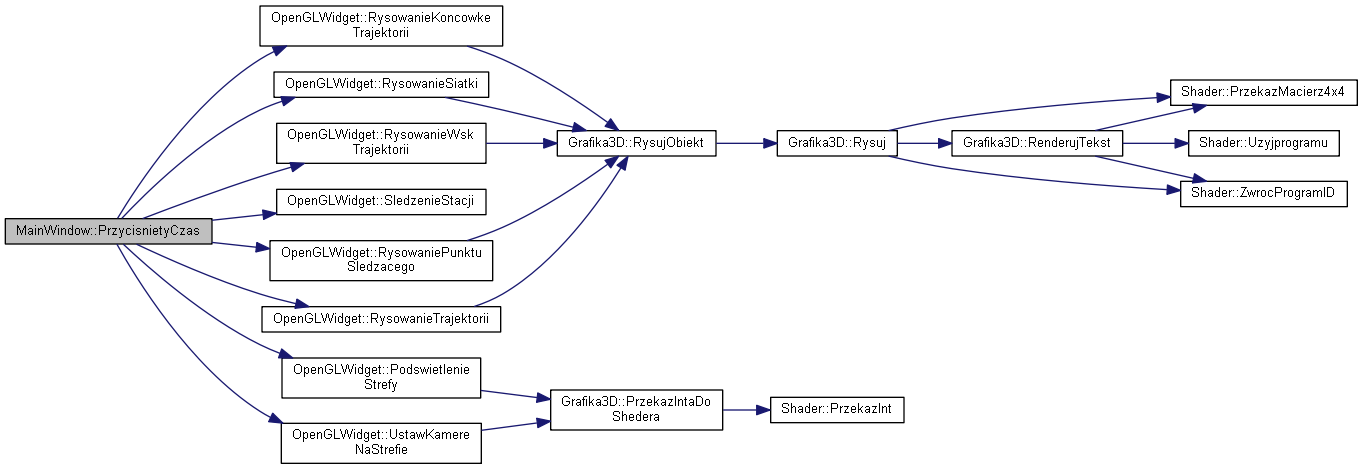 MainWindow::PrzycisnietyCzas
OpenGLWidget::RysowanieKoncowke
Trajektorii
OpenGLWidget::RysowanieSiatki
OpenGLWidget::RysowanieWsk
Trajektorii
OpenGLWidget::SledzenieStacji
OpenGLWidget::RysowaniePunktu
Sledzacego
OpenGLWidget::RysowanieTrajektorii
OpenGLWidget::Podswietlenie
Strefy
OpenGLWidget::UstawKamere
NaStrefie
Grafika3D::RysujObiekt
Grafika3D::PrzekazIntaDo
Shedera
Grafika3D::Rysuj
Shader::PrzekazInt
Grafika3D::RenderujTekst
Shader::PrzekazMacierz4x4
Shader::Uzyjprogramu
Shader::ZwrocProgramID